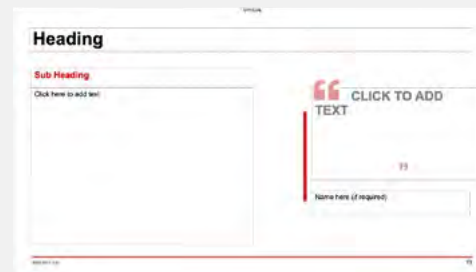 Heading
Sub Heading
Click here to add text
“ CLICK TO ADD
TEXT
”
Name here (if required)